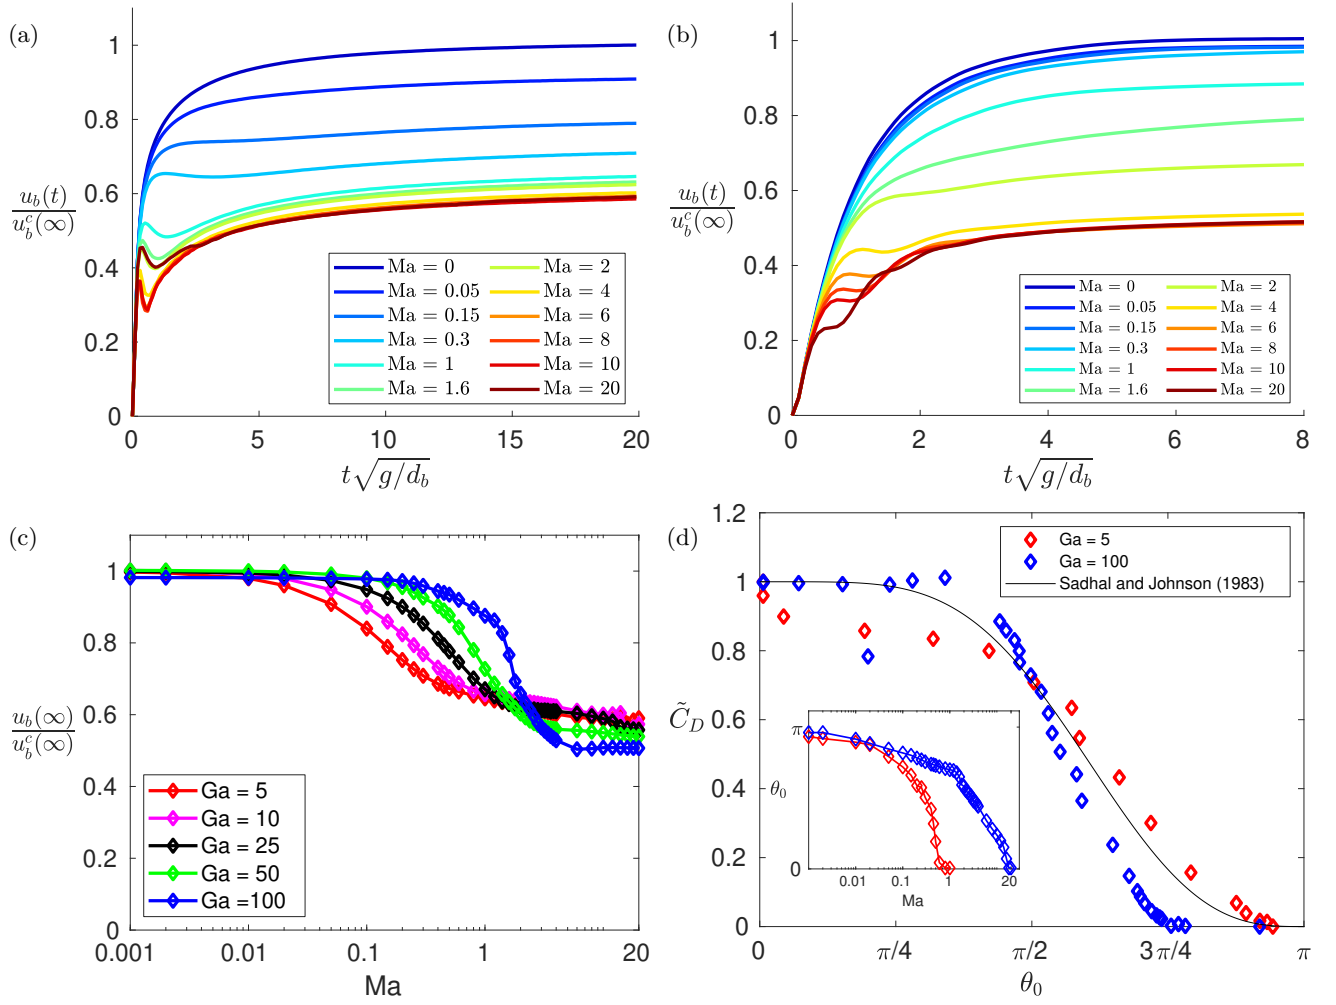 (a)
1
0.8
0.6
0.4
0.2
0
u_b(t)
u_b^c(∞)
Ma = 0
Ma = 0.05
Ma = 0.15
Ma = 0.3
Ma = 1
Ma = 1.6
Ma = 2
Ma = 4
Ma = 6
Ma = 8
Ma = 10
Ma = 20
0 5 10 15 20
t√g/d_b
(b)
1
0.8
0.6
0.4
0.2
0
u_b(t)
u_b^c(∞)
Ma = 0
Ma = 0.05
Ma = 0.15
Ma = 0.3
Ma = 1
Ma = 1.6
Ma = 2
Ma = 4
Ma = 6
Ma = 8
Ma = 10
Ma = 20
0 2 4 6 8
t√g/d_b
(c)
1
0.8
0.6
0.4
0.2
0
u_b(∞)
u_b^c(∞)
Ga = 5
Ga = 10
Ga = 25
Ga = 50
Ga =100
0.001 0.01 0.1 1 20
Ma
(d)
1.2
1
0.8
0.6
0.4
0.2
0
C̃_D
Ga = 5
Ga = 100
Sadhal and Johnson (1983)
π
θ_0
0
0.01 0.1 1 20
Ma
0 π/4 π/2 3π/4 π
θ_0